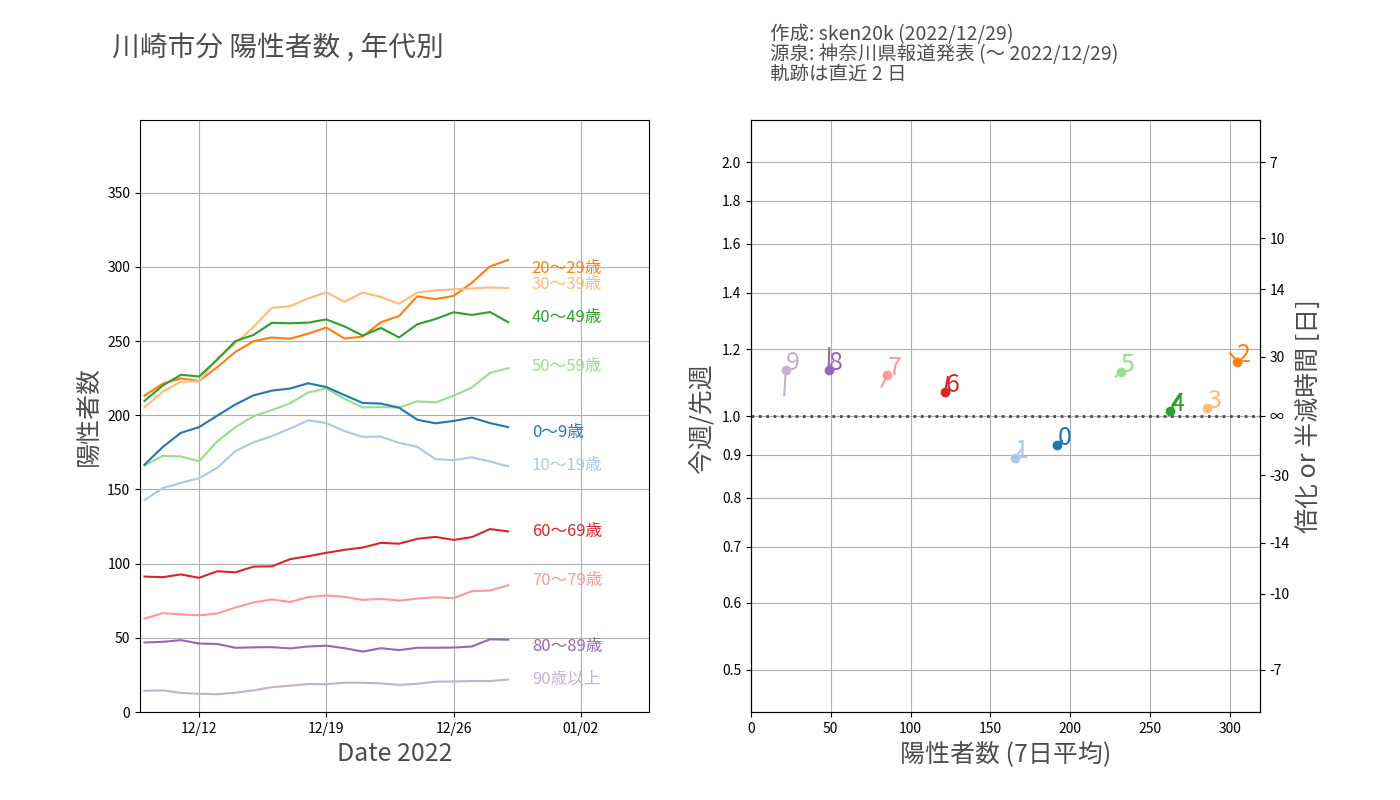 川崎市分 陽性者数 , 年代別
作成: sken20k (2022/12/29)
源泉: 神奈川県報道発表 (〜 2022/12/29)
軌跡は直近 2 日
陽性者数
350
300
250
200
150
100
50
0
20〜29歳
30〜39歳
40〜49歳
50〜59歳
0〜9歳
10〜19歳
60〜69歳
70〜79歳
80〜89歳
90歳以上
12/12
12/19
12/26
01/02
Date 2022
今週/先週
2.0
1.8
1.6
1.4
1.2
1.0
0.9
0.8
0.7
0.6
0.5
9
8
7
6
5
4
3
2
1
0
7
10
14
30
∞
-30
-14
-10
-7
倍化 or 半減時間 [日]
0
50
100
150
200
250
300
陽性者数 (7日平均)